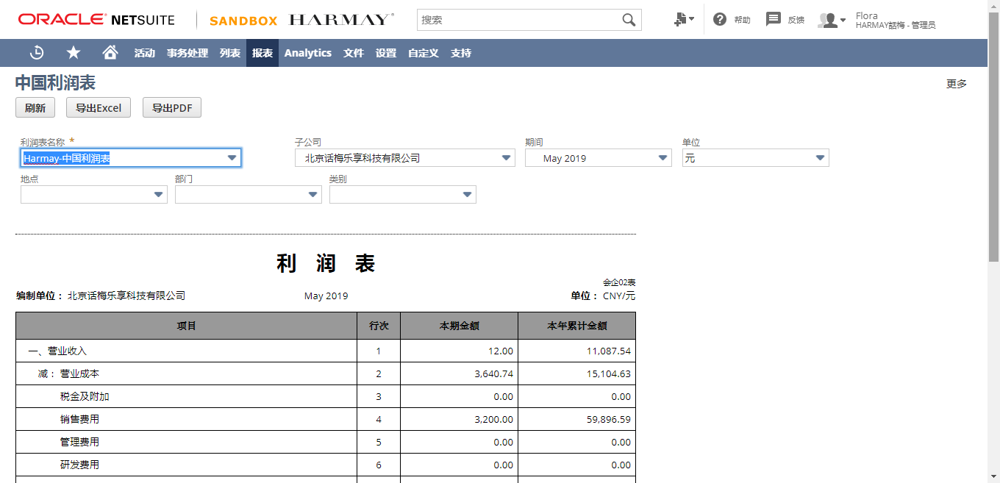 ORACLE NETSUITE SANDBOX HARMAY 搜索 帮助 反馈 Flora
HARMAY話梅 - 管理员
活动 事务处理 列表 报表 Analytics 文件 设置 自定义 支持
中国利润表 更多
刷新 导出Excel 导出PDF
利润表名称 * 子公司 期间 单位
Harmay-中国利润表 北京话梅乐享科技有限公司 May 2019 元
地点 部门 类别
利 润 表
会企02表
编制单位： 北京话梅乐享科技有限公司 May 2019 单位： CNY/元
项目 行次 本期金额 本年累计金额
一、营业收入 1 12.00 11,087.54
减： 营业成本 2 3,640.74 15,104.63
税金及附加 3 0.00 0.00
销售费用 4 3,200.00 59,896.59
管理费用 5 0.00 0.00
研发费用 6 0.00 0.00